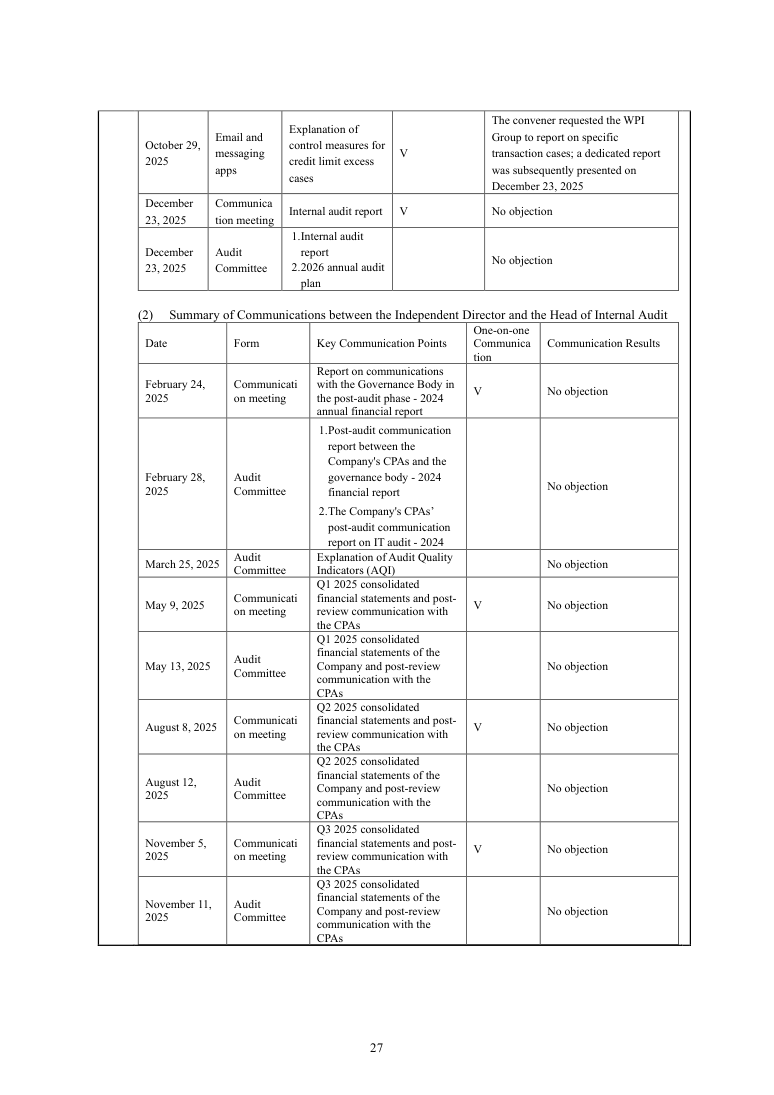 October 29,
2025
Email and
messaging
apps
Explanation of
control measures for
credit limit excess
cases
V
The convener requested the WPI
Group to report on specific
transaction cases; a dedicated report
was subsequently presented on
December 23, 2025
December
23, 2025
Communica
tion meeting
Internal audit report
V
No objection
December
23, 2025
Audit
Committee
1.Internal audit
report
2.2026 annual audit
plan
No objection
(2) Summary of Communications between the Independent Director and the Head of Internal Audit
Date
Form
Key Communication Points
One-on-one
Communica
tion
Communication Results
February 24,
2025
Communicati
on meeting
Report on communications
with the Governance Body in
the post-audit phase - 2024
annual financial report
V
No objection
February 28,
2025
Audit
Committee
1.Post-audit communication
report between the
Company's CPAs and the
governance body - 2024
financial report
2.The Company's CPAs’
post-audit communication
report on IT audit - 2024
No objection
March 25, 2025
Audit
Committee
Explanation of Audit Quality
Indicators (AQI)
No objection
May 9, 2025
Communicati
on meeting
Q1 2025 consolidated
financial statements and post-
review communication with
the CPAs
V
No objection
May 13, 2025
Audit
Committee
Q1 2025 consolidated
financial statements of the
Company and post-review
communication with the
CPAs
No objection
August 8, 2025
Communicati
on meeting
Q2 2025 consolidated
financial statements and post-
review communication with
the CPAs
V
No objection
August 12,
2025
Audit
Committee
Q2 2025 consolidated
financial statements of the
Company and post-review
communication with the
CPAs
No objection
November 5,
2025
Communicati
on meeting
Q3 2025 consolidated
financial statements and post-
review communication with
the CPAs
V
No objection
November 11,
2025
Audit
Committee
Q3 2025 consolidated
financial statements of the
Company and post-review
communication with the
CPAs
No objection
27